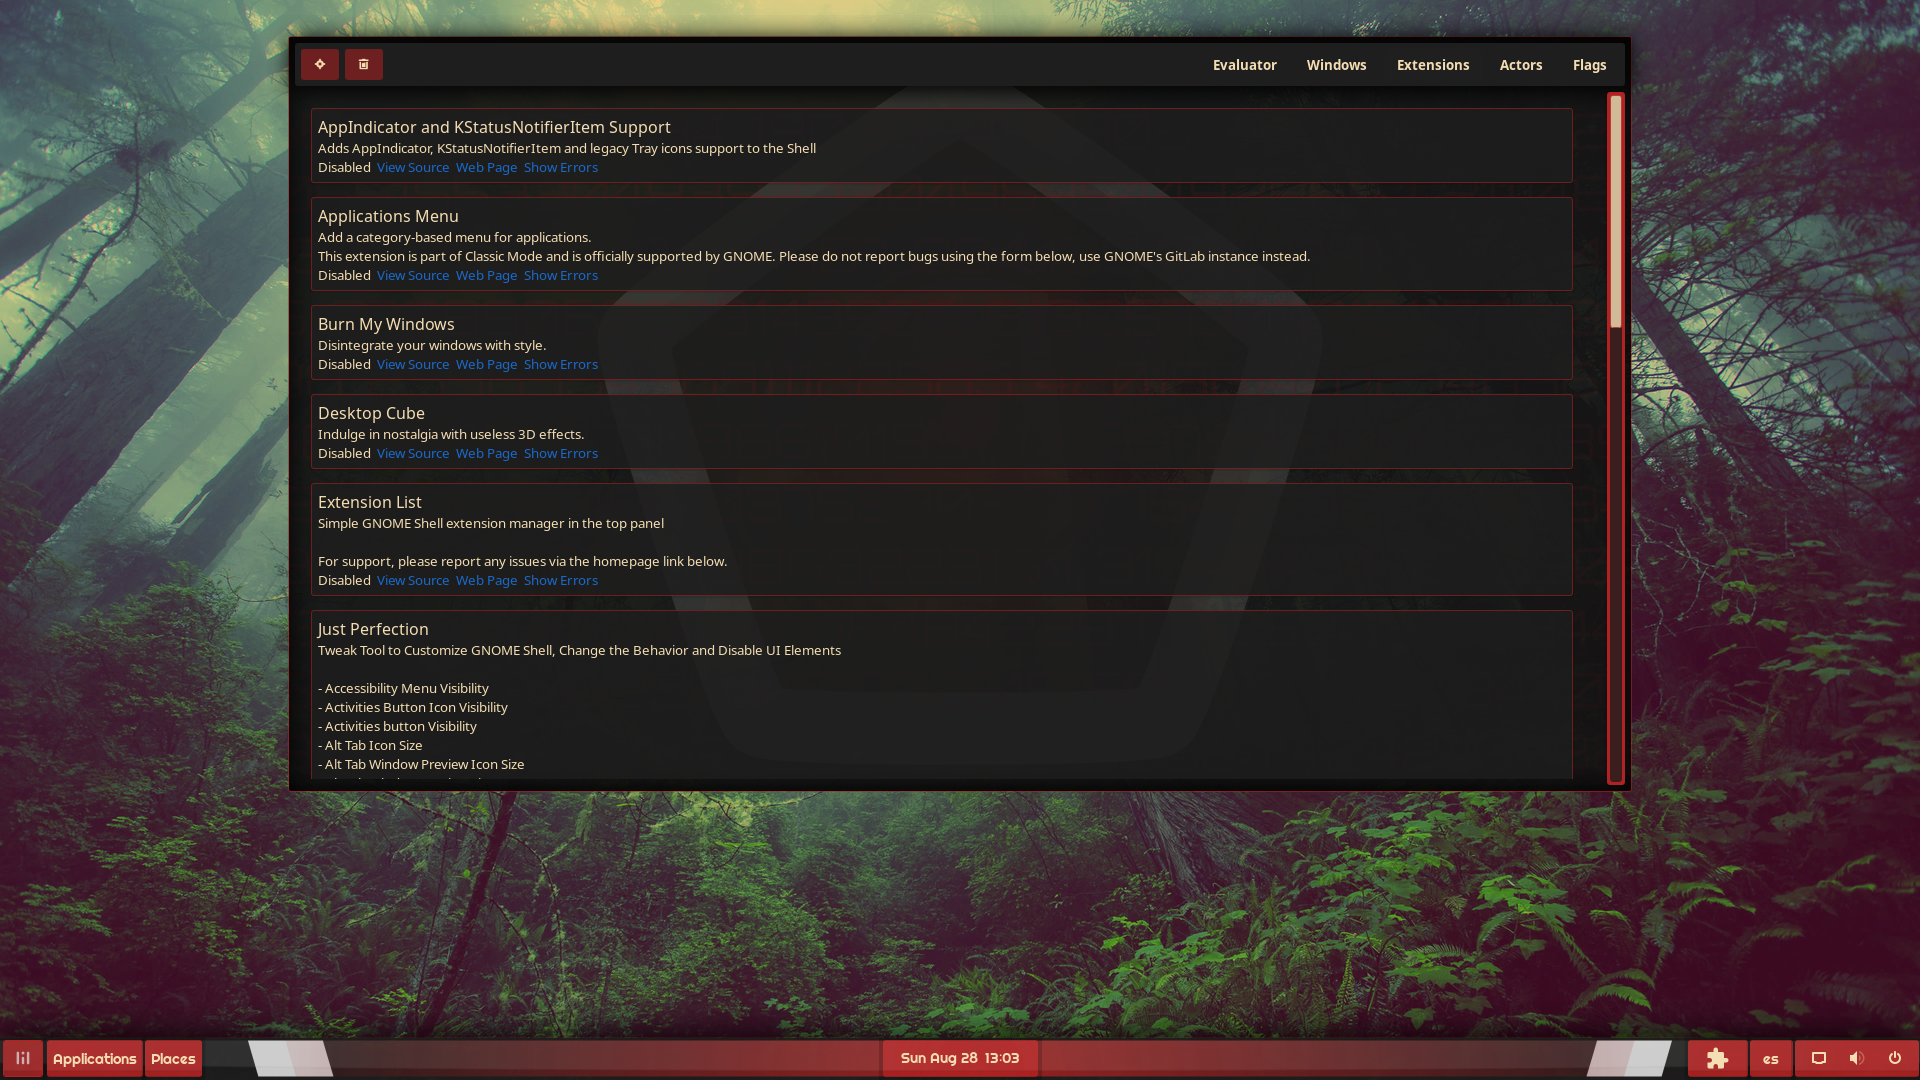 Evaluator Windows Extensions Actors Flags
AppIndicator and KStatusNotifierItem Support
Adds AppIndicator, KStatusNotifierItem and legacy Tray icons support to the Shell
Disabled View Source Web Page Show Errors
Applications Menu
Add a category-based menu for applications.
This extension is part of Classic Mode and is officially supported by GNOME. Please do not report bugs using the form below, use GNOME's GitLab instance instead.
Disabled View Source Web Page Show Errors
Burn My Windows
Disintegrate your windows with style.
Disabled View Source Web Page Show Errors
Desktop Cube
Indulge in nostalgia with useless 3D effects.
Disabled View Source Web Page Show Errors
Extension List
Simple GNOME Shell extension manager in the top panel
For support, please report any issues via the homepage link below.
Disabled View Source Web Page Show Errors
Just Perfection
Tweak Tool to Customize GNOME Shell, Change the Behavior and Disable UI Elements
- Accessibility Menu Visibility
- Activities Button Icon Visibility
- Activities button Visibility
- Alt Tab Icon Size
- Alt Tab Window Preview Icon Size
Applications Places Sun Aug 28 13:03 es